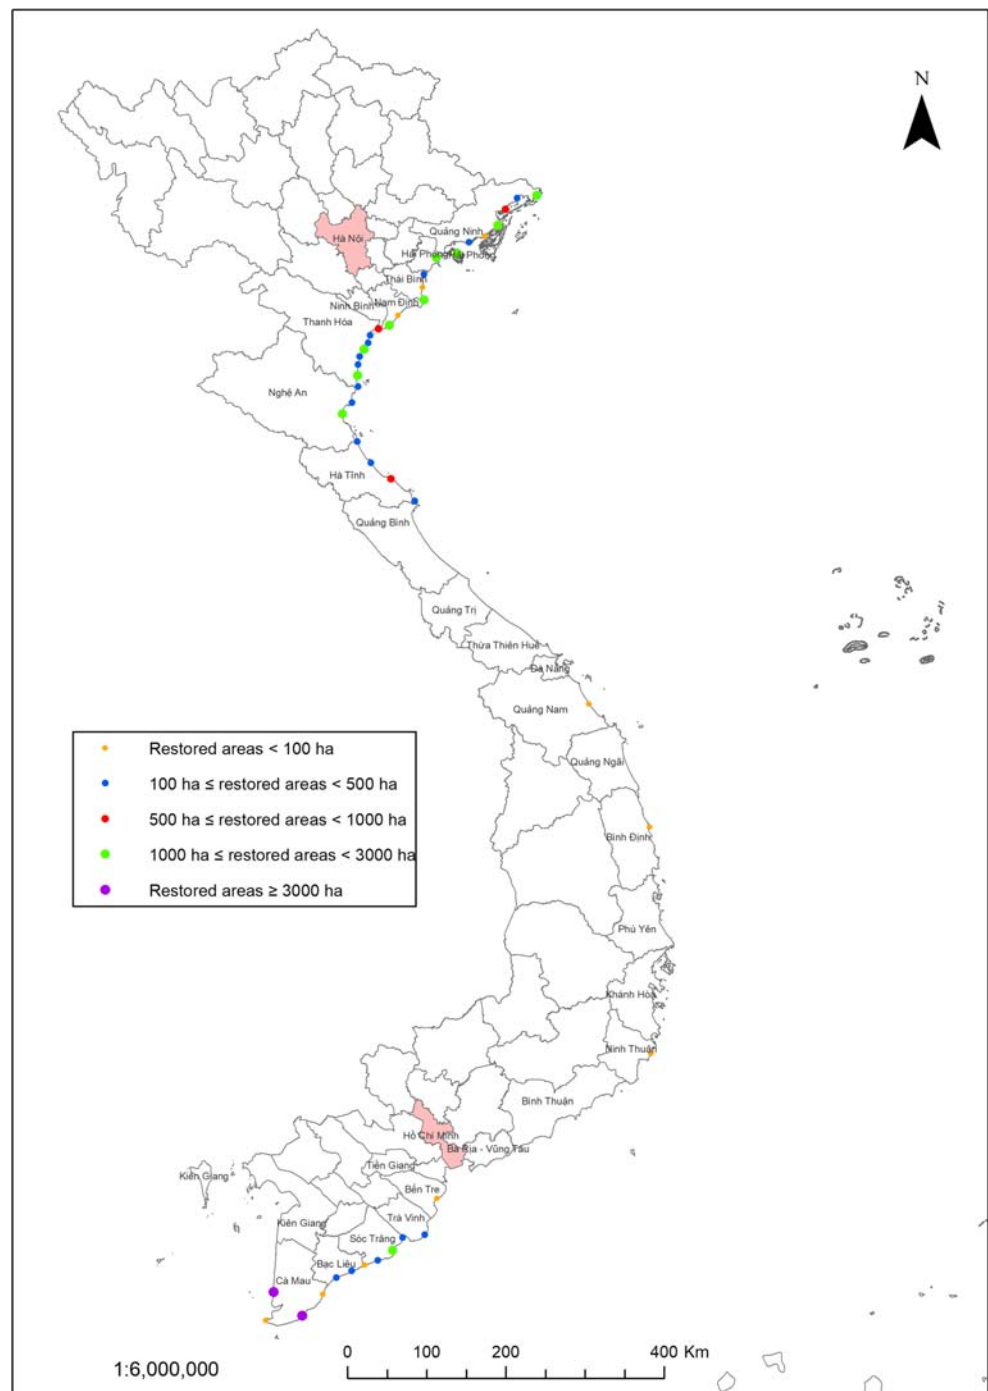 N
Quảng Ninh
Hà Nội
Hải Phòng
Hải Phòng
Thái Bình
Ninh Bình
Nam Định
Thanh Hóa
Nghệ An
Hà Tĩnh
Quảng Bình
Quảng Trị
Thừa Thiên Huế
Đà Nẵng
Quảng Nam
Quảng Ngãi
Restored areas < 100 ha
100 ha ≤ restored areas < 500 ha
500 ha ≤ restored areas < 1000 ha
1000 ha ≤ restored areas < 3000 ha
Restored areas ≥ 3000 ha
Bình Định
Phú Yên
Khánh Hòa
Ninh Thuận
Bình Thuận
Hồ Chí Minh
Bà Rịa - Vũng Tàu
Tiền Giang
Kiên Giang
Bến Tre
Trà Vinh
Kiên Giang
Sóc Trăng
Bạc Liêu
Cà Mau
0 100 200 400 Km
1:6,000,000